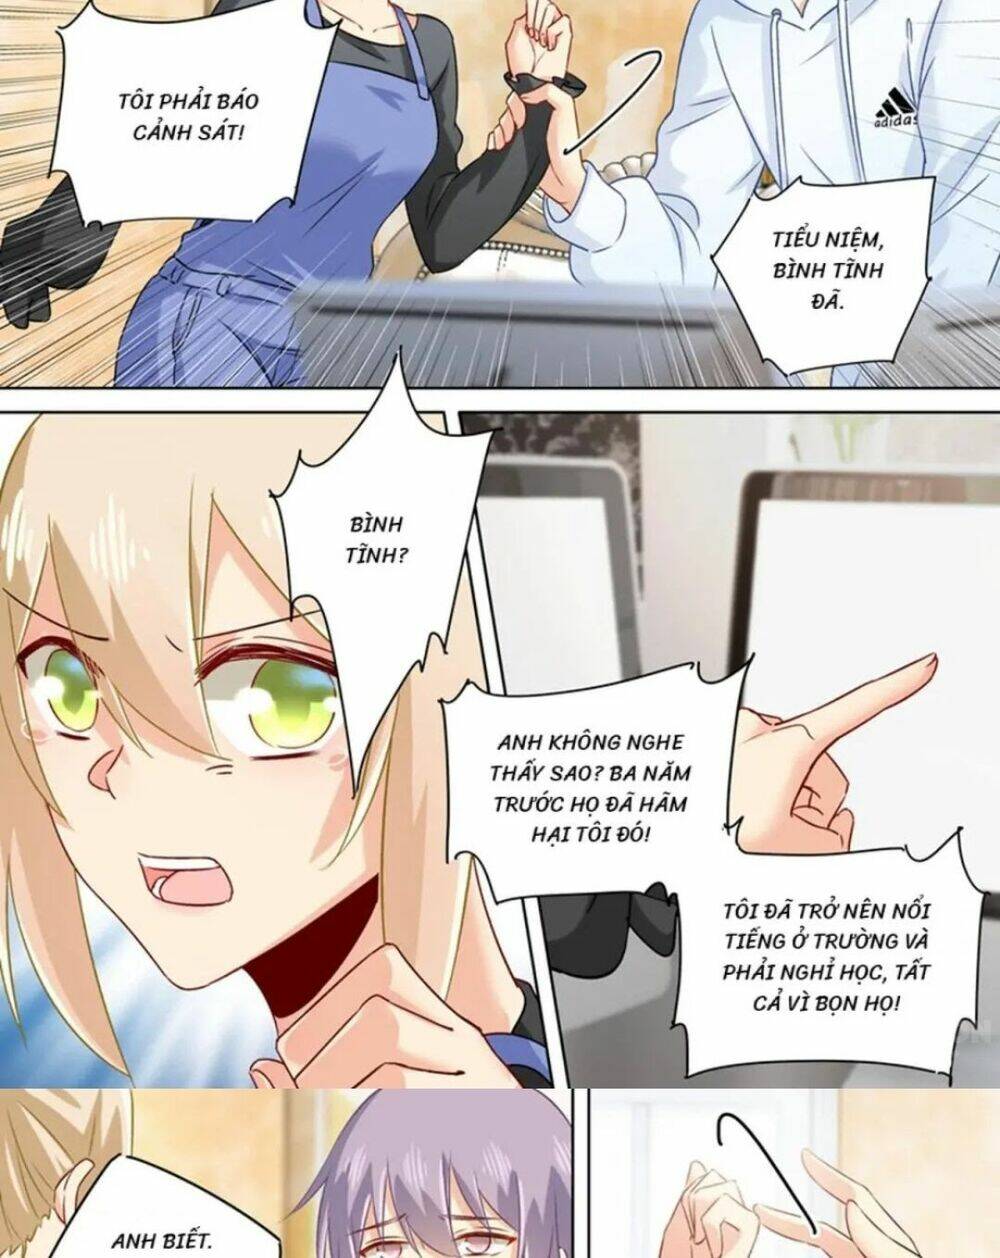 TÔI PHẢI BÁO
CẢNH SÁT!
adidas
TIỂU NIỆM,
BÌNH TĨNH
ĐÃ.
BÌNH
TĨNH?
ANH KHÔNG NGHE
THẤY SAO? BA NĂM
TRƯỚC HỌ ĐÃ HÃM
HẠI TÔI ĐÓ!
TÔI ĐÃ TRỞ NÊN NỔI
TIẾNG Ở TRƯỜNG VÀ
PHẢI NGHỈ HỌC, TẤT
CẢ VÌ BỌN HỌ!
ANH BIẾT.